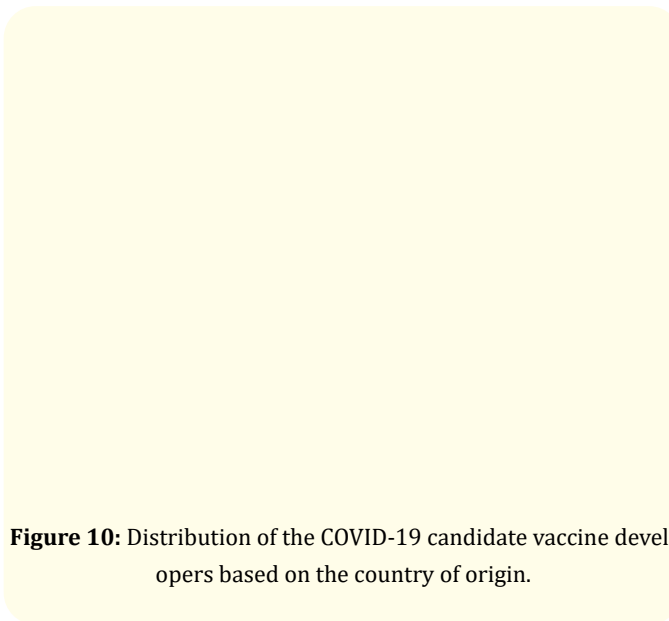 Figure 10: Distribution of the COVID-19 candidate vaccine devel
opers based on the country of origin.